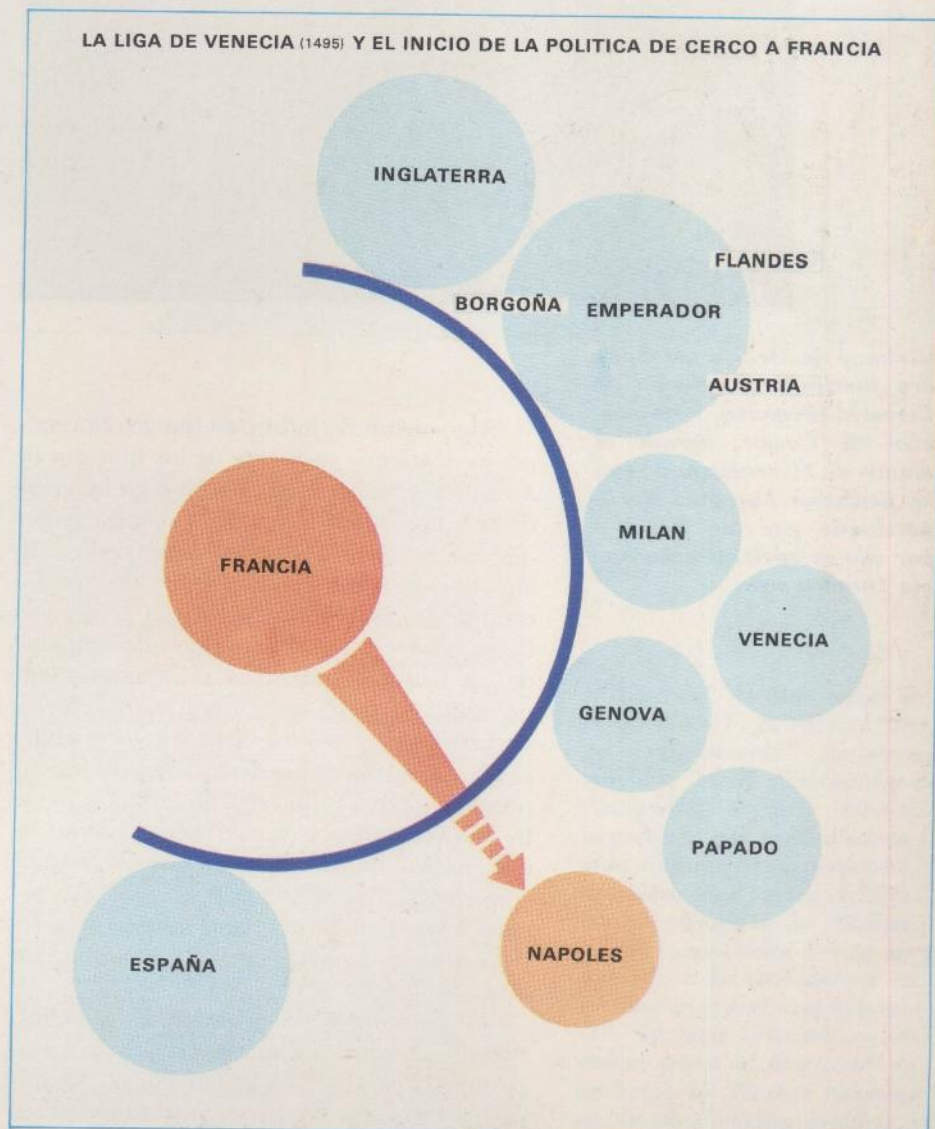 LA LIGA DE VENECIA (1495) Y EL INICIO DE LA POLITICA DE CERCO A FRANCIA
INGLATERRA
FLANDES
BORGOÑA
EMPERADOR
AUSTRIA
MILAN
FRANCIA
VENECIA
GENOVA
PAPADO
NAPOLES
ESPAÑA